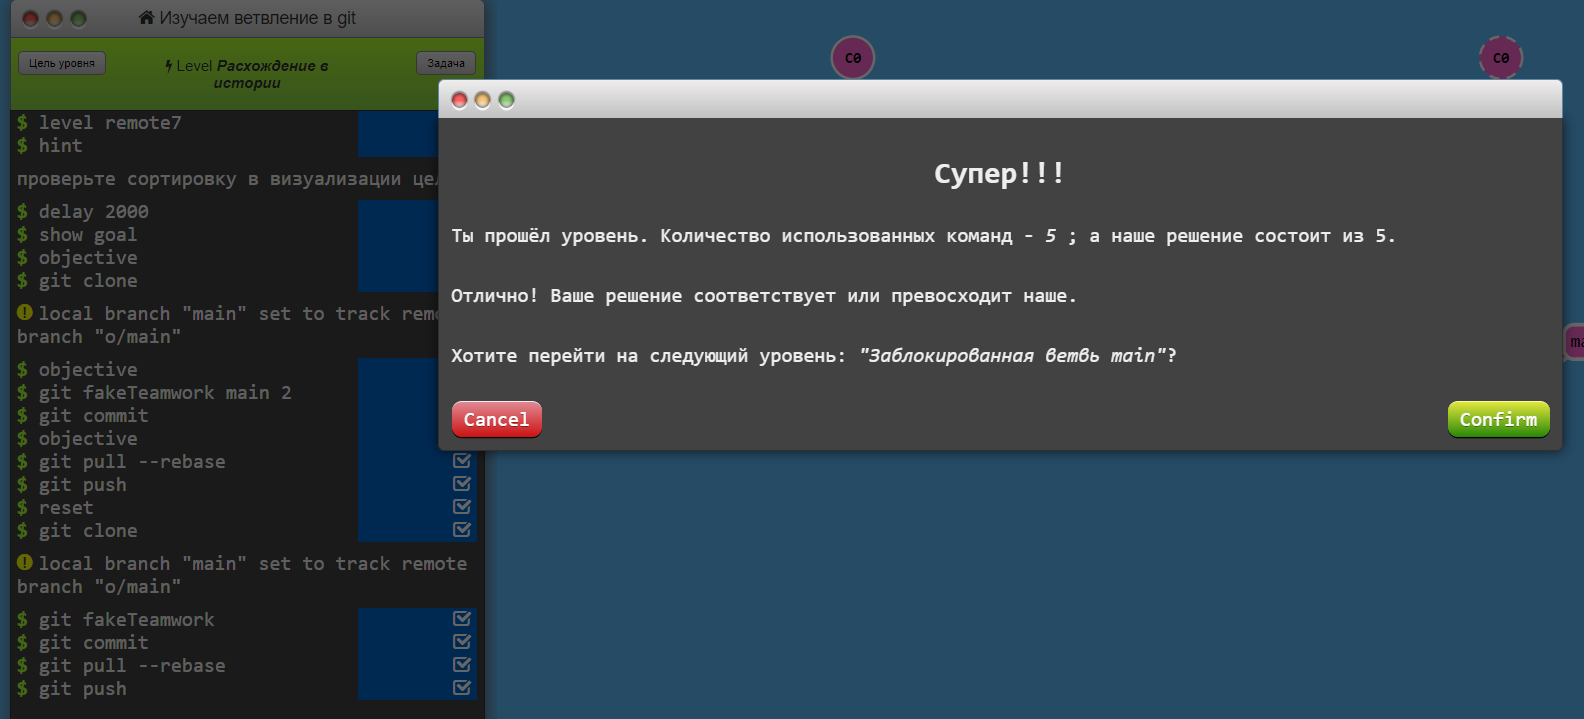 Изучаем ветвление в git
Цель уровня
Level Расхождение в
истории
Задача
$ level remote7
$ hint
проверьте сортировку в визуализации
$ delay 2000
$ show goal
$ objective
$ git clone
local branch "main" set to track
branch "o/main"
$ objective
$ git fakeTeamwork main 2
$ git commit
$ objective
$ git pull --rebase
$ git push
$ reset
$ git clone
local branch "main" set to track remote
branch "o/main"
$ git fakeTeamwork
$ git commit
$ git pull --rebase
$ git push
C0
C0
Супер!!!
Ты прошёл уровень. Количество использованных команд - 5 ; а наше решение состоит из 5.
Отлично! Ваше решение соответствует или превосходит наше.
Хотите перейти на следующий уровень: "Заблокированная ветвь main"?
Cancel
Confirm